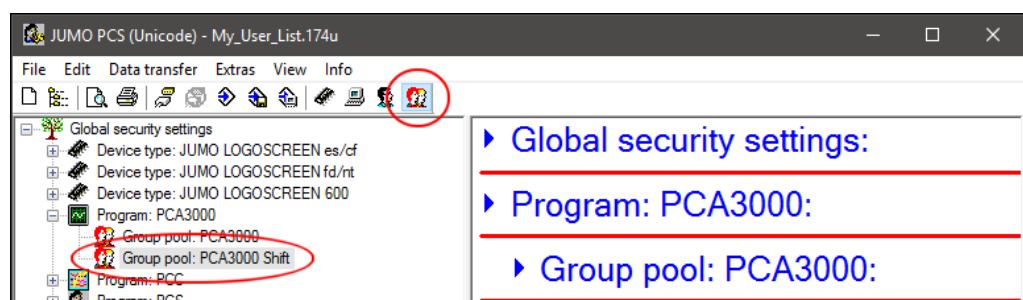 JUMO PCS (Unicode) - My_User_List.174u
File Edit Data transfer Extras View Info
Global security settings
Device type: JUMO LOGOSCREEN es/cf
Device type: JUMO LOGOSCREEN fd/nt
Device type: JUMO LOGOSCREEN 600
Program: PCA3000
Group pool: PCA3000
Group pool: PCA3000 Shift
Program: PCC
Program: PCS
Global security settings:
Program: PCA3000:
Group pool: PCA3000: